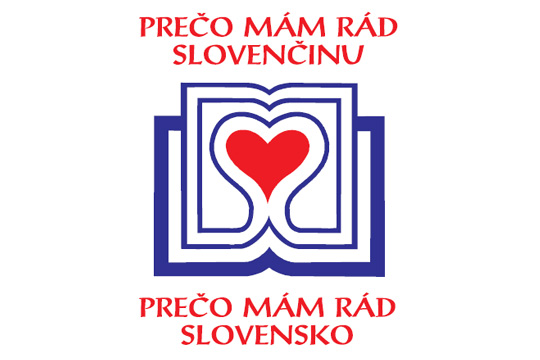 PREČO MÁM RÁD
SLOVENČINU
PREČO MÁM RÁD
SLOVENSKO